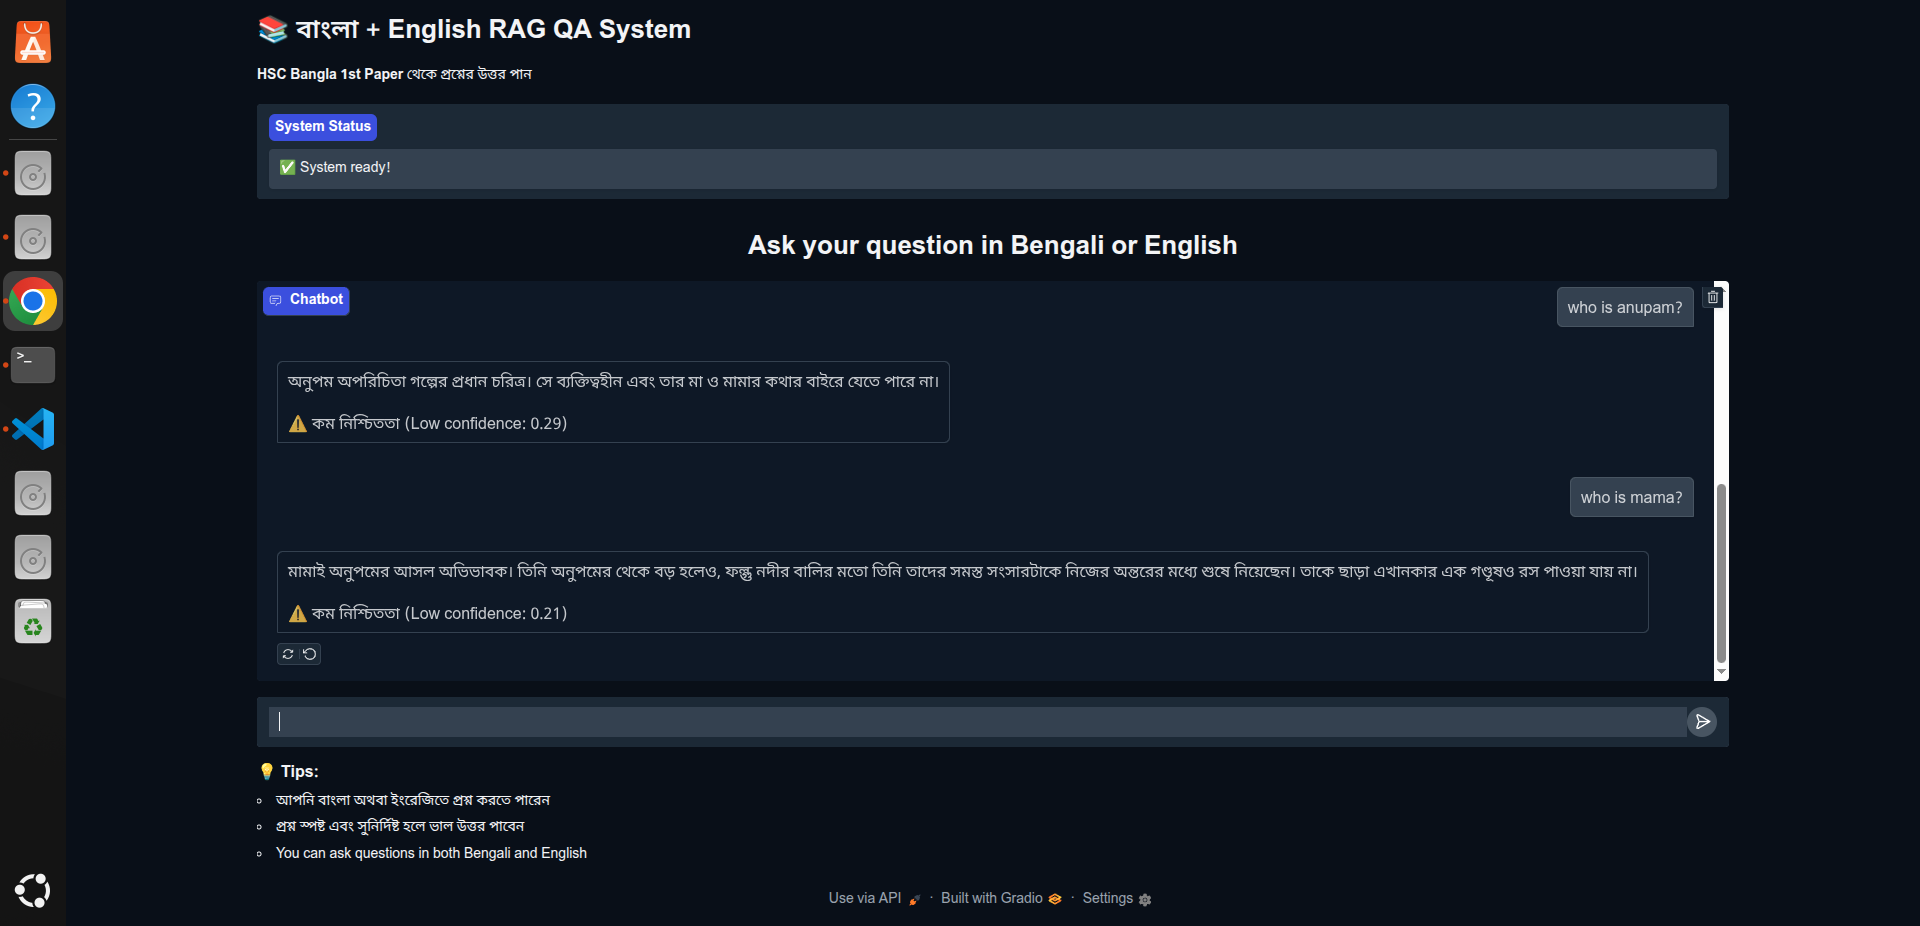 📚 বাংলা + English RAG QA System
HSC Bangla 1st Paper থেকে প্রশ্নের উত্তর পান
System Status
✅ System ready!
Ask your question in Bengali or English
Chatbot
who is anupam?
অনুপম অপরিচিতা গল্পের প্রধান চরিত্র। সে ব্যক্তিত্বহীন এবং তার মা ও মামার কথার বাইরে যেতে পারে না।
⚠️ কম নিশ্চিততা (Low confidence: 0.29)
who is mama?
মামাই অনুপমের আসল অভিভাবক। তিনি অনুপমের থেকে বড় হলেও, ফল্গু নদীর বালির মতো তিনি তাদের সমস্ত সংসারটাকে নিজের অন্তরের মধ্যে শুষে নিয়েছেন। তাকে ছাড়া এখানকার এক গণ্ডূষও রস পাওয়া যায় না।
⚠️ কম নিশ্চিততা (Low confidence: 0.21)
💡 Tips:
আপনি বাংলা অথবা ইংরেজিতে প্রশ্ন করতে পারেন
প্রশ্ন স্পষ্ট এবং সুনির্দিষ্ট হলে ভাল উত্তর পাবেন
You can ask questions in both Bengali and English
Use via API · Built with Gradio · Settings